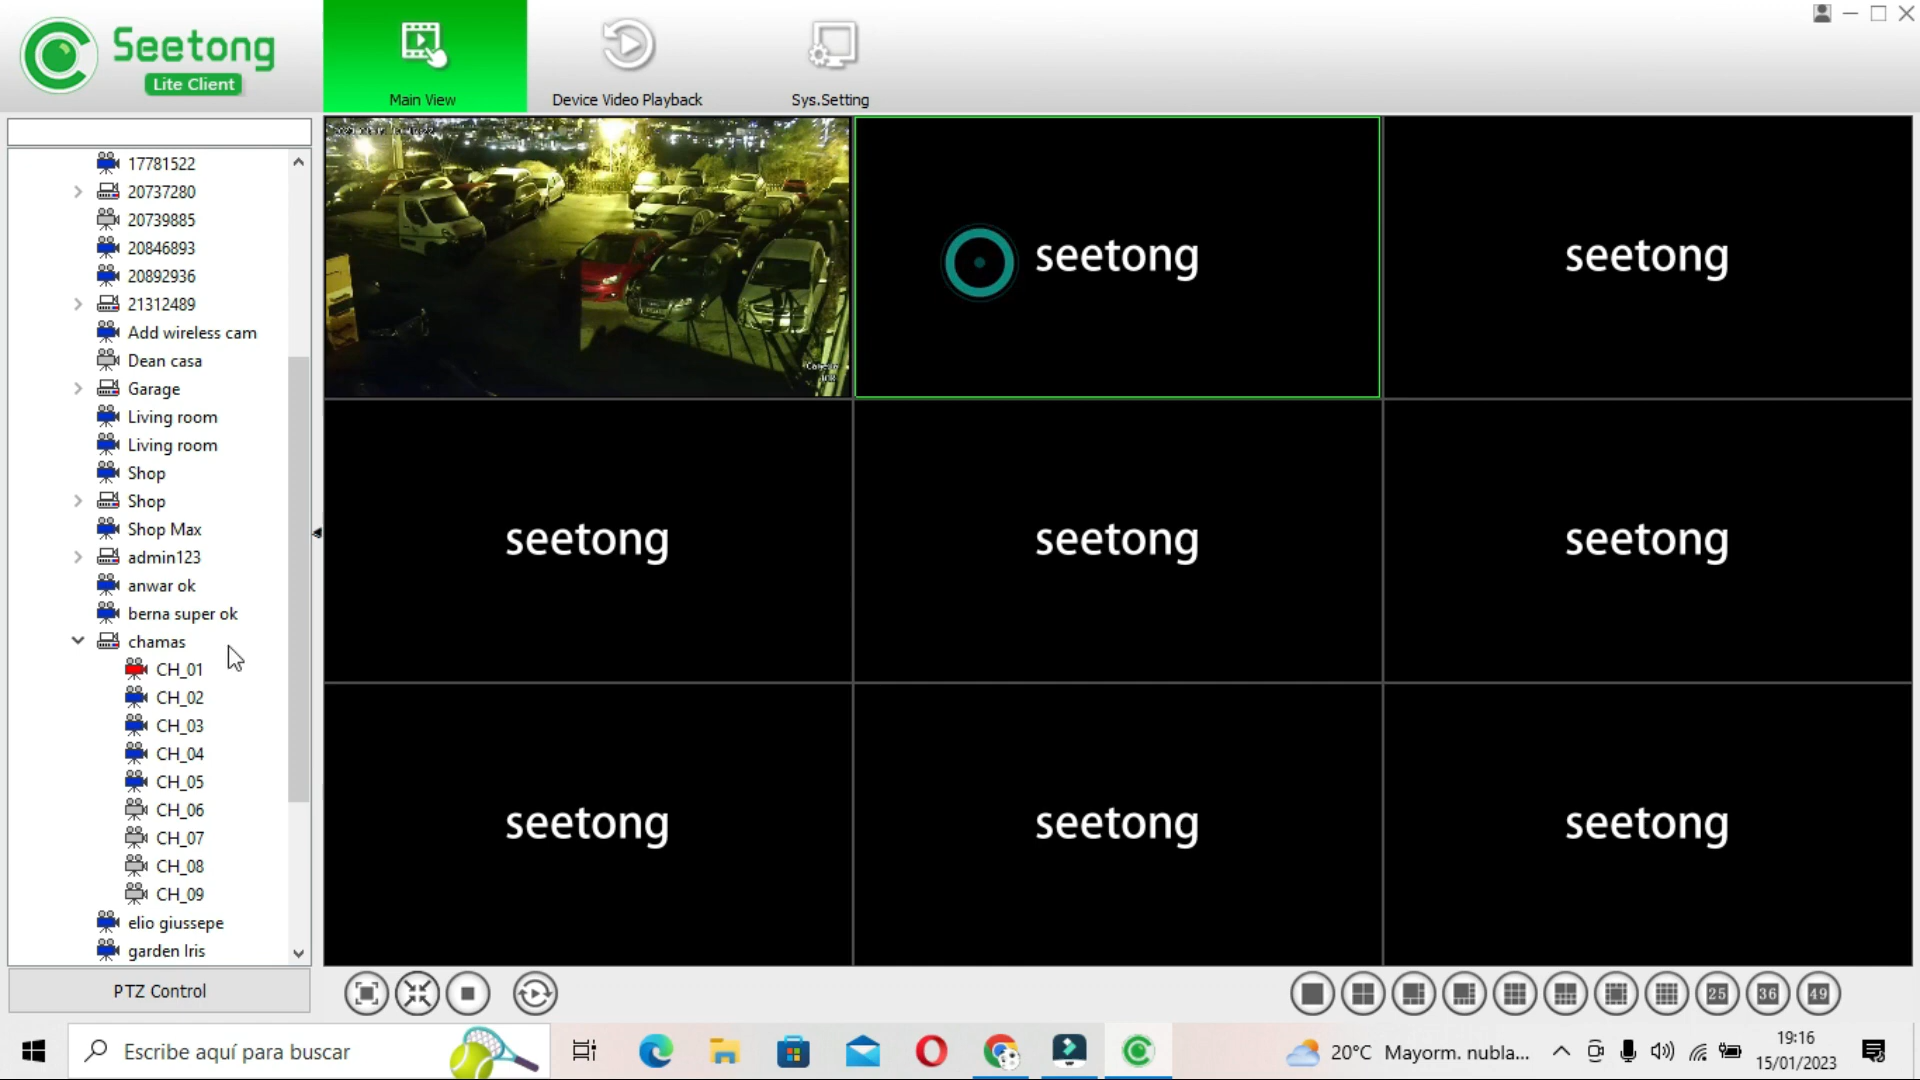 Seetong
Lite Client
Main View
Device Video Playback
Sys.Setting
17781522
20737280
20739885
20846893
20892936
21312489
Add wireless cam
Dean casa
Garage
Living room
Living room
Shop
Shop
Shop Max
admin123
anwar ok
berna super ok
chamas
CH_01
CH_02
CH_03
CH_04
CH_05
CH_06
CH_07
CH_08
CH_09
elio giussepe
garden Iris
PTZ Control
seetong
seetong
seetong
seetong
seetong
seetong
seetong
seetong
25
36
49
Escribe aquí para buscar
20°C Mayorm. nubla...
19:16
15/01/2023